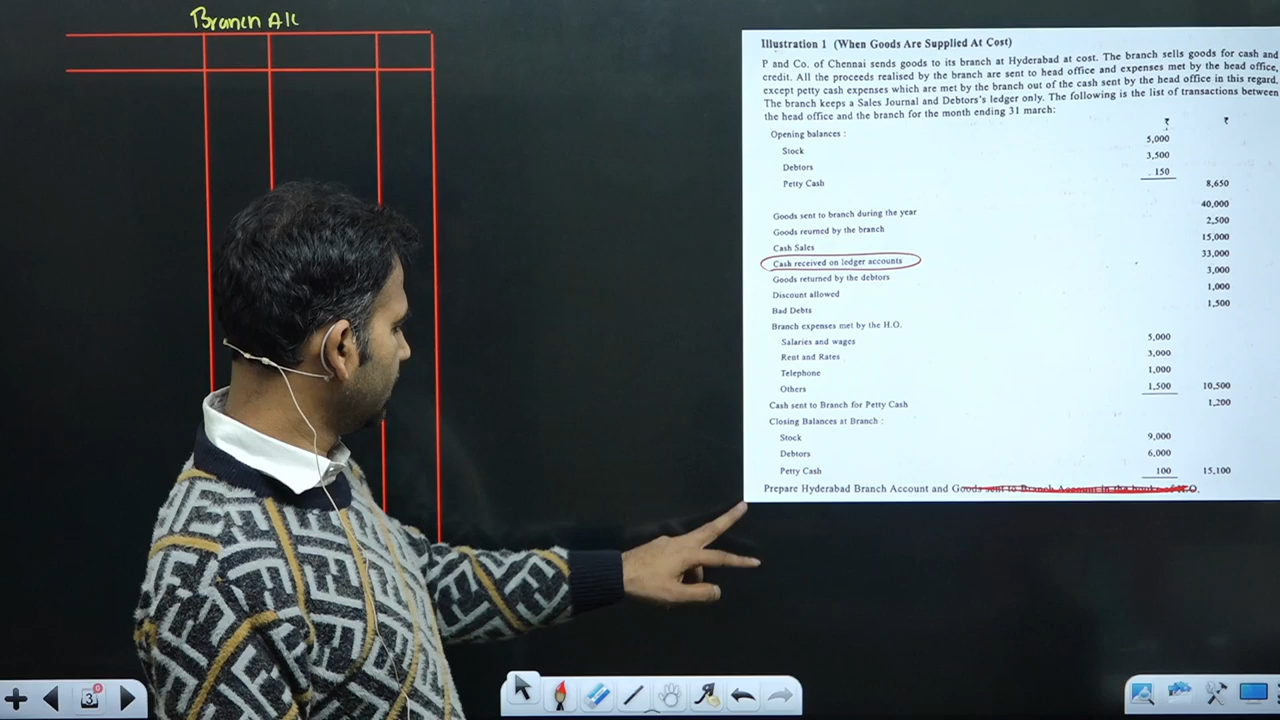 Branch A/c
Illustration 1 (When Goods Are Supplied At Cost)
P and Co. of Chennai sends goods to its branch at Hyderabad at cost. The branch sells goods for cash and
credit. All the proceeds realised by the branch are sent to head office and expenses met by the head office,
except petty cash expenses which are met by the branch out of the cash sent by the head office in this regard.
The branch keeps a Sales Journal and Debtors's ledger only. The following is the list of transactions between
the head office and the branch for the month ending 31 march:
₹ ₹
Opening balances :
Stock 5,000
Debtors 3,500
Petty Cash 150 8,650
Goods sent to branch during the year 40,000
Goods reurned by the branch 2,500
Cash Sales 15,000
Cash received on ledger accounts 33,000
Goods returned by the debtors 3,000
Discount allowed 1,000
Bad Debts 1,500
Branch expenses met by the H.O.
Salaries and wages 5,000
Rent and Rates 3,000
Telephone 1,000
Others 1,500 10,500
Cash sent to Branch for Petty Cash 1,200
Closing Balances at Branch :
Stock 9,000
Debtors 6,000
Petty Cash 100 15,100
Prepare Hyderabad Branch Account and Goods sent to Branch Account in the books of H.O.
3